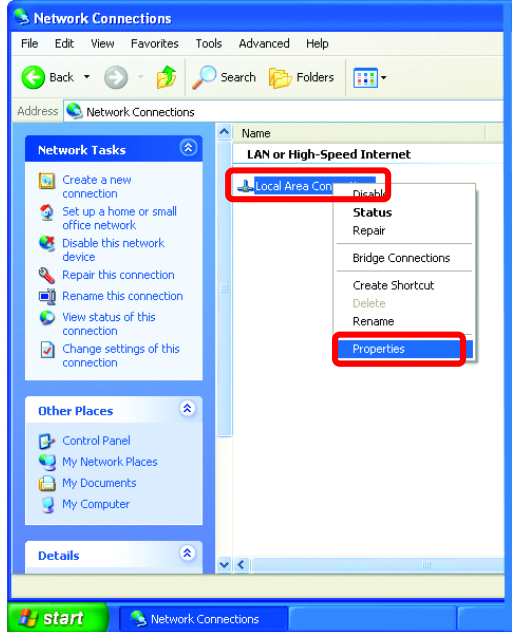 Network Connections
File Edit View Favorites Tools Advanced Help
Back Search Folders
Address Network Connections
Name
Network Tasks
Create a new
connection
Set up a home or small
office network
Disable this network
device
Repair this connection
Rename this connection
View status of this
connection
Change settings of this
connection
Other Places
Control Panel
My Network Places
My Documents
My Computer
Details
LAN or High-Speed Internet
Local Area
Disable
Status
Repair
Bridge Connections
Create Shortcut
Delete
Rename
Properties
start Network Connections